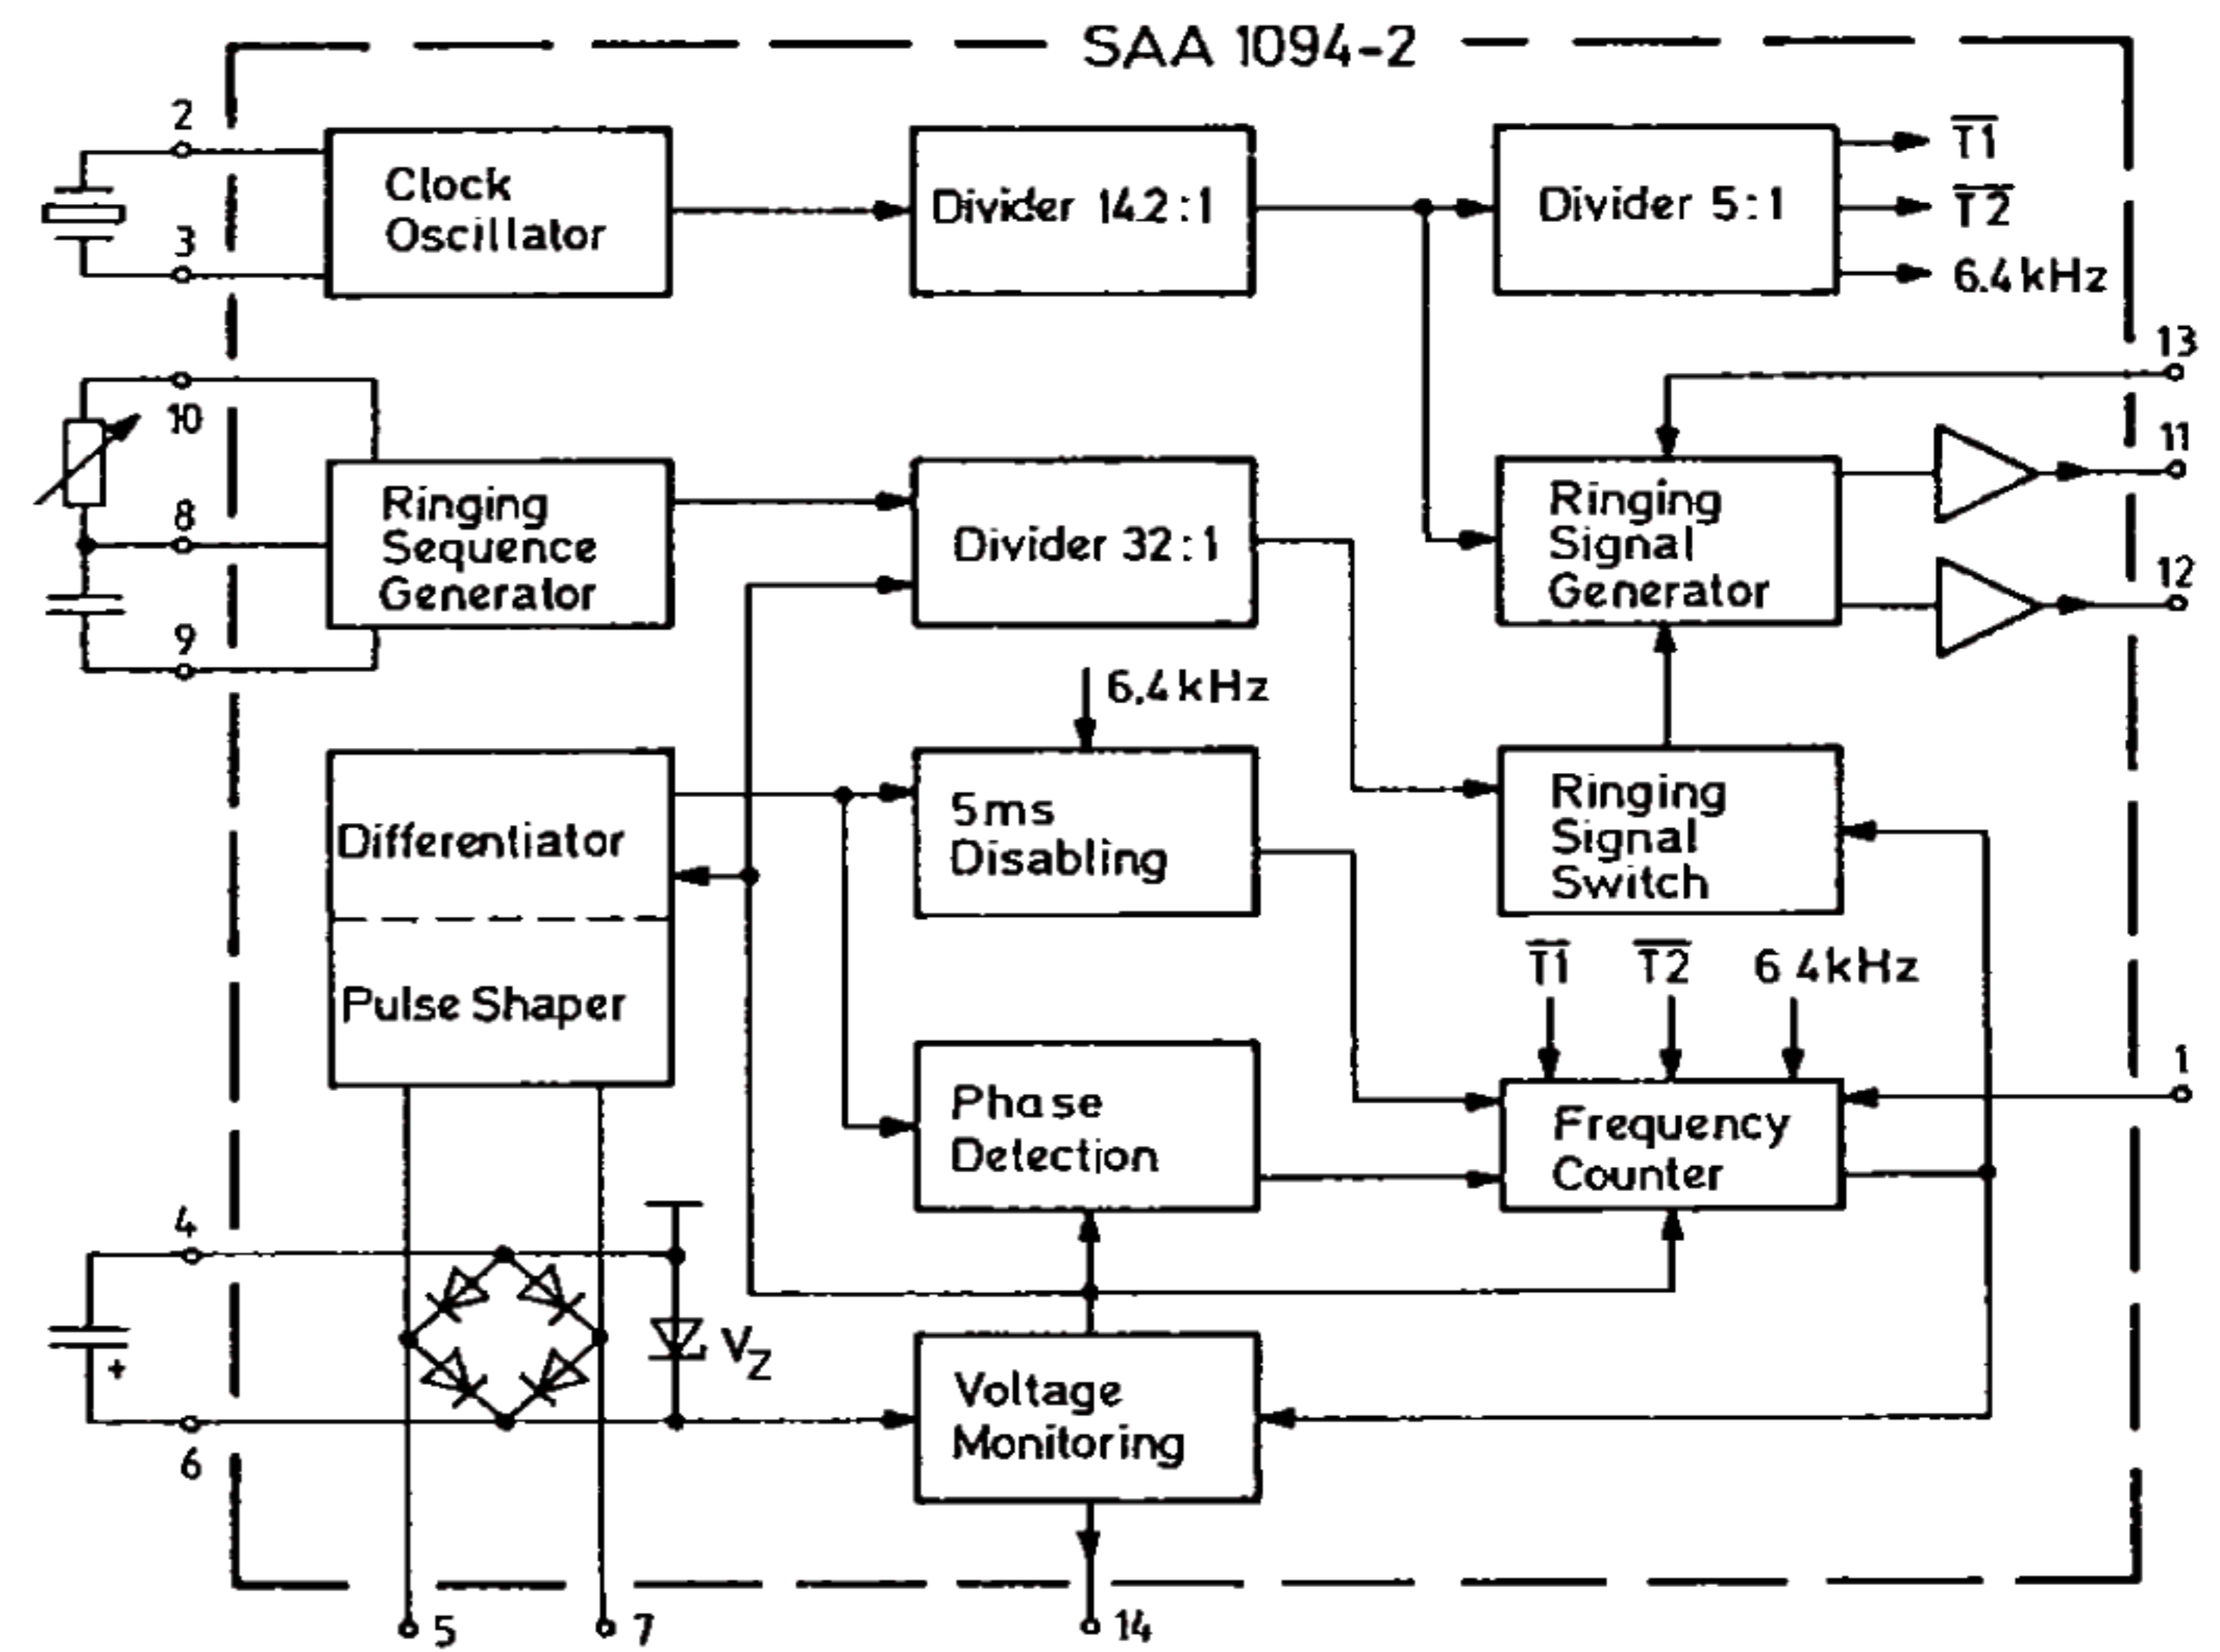 SAA 1094-2
2
Clock
Oscillator
3
Divider 142:1
Divider 5:1
T1
T2
6.4kHz
13
10
8
9
Ringing
Sequence
Generator
Divider 32:1
Ringing
Signal
Generator
11
12
6.4kHz
Differentiator
Pulse Shaper
5ms
Disabling
Ringing
Signal
Switch
T1 T2 6 4kHz
Phase
Detection
Frequency
Counter
1
4
VZ
+
6
Voltage
Monitoring
5
7
14